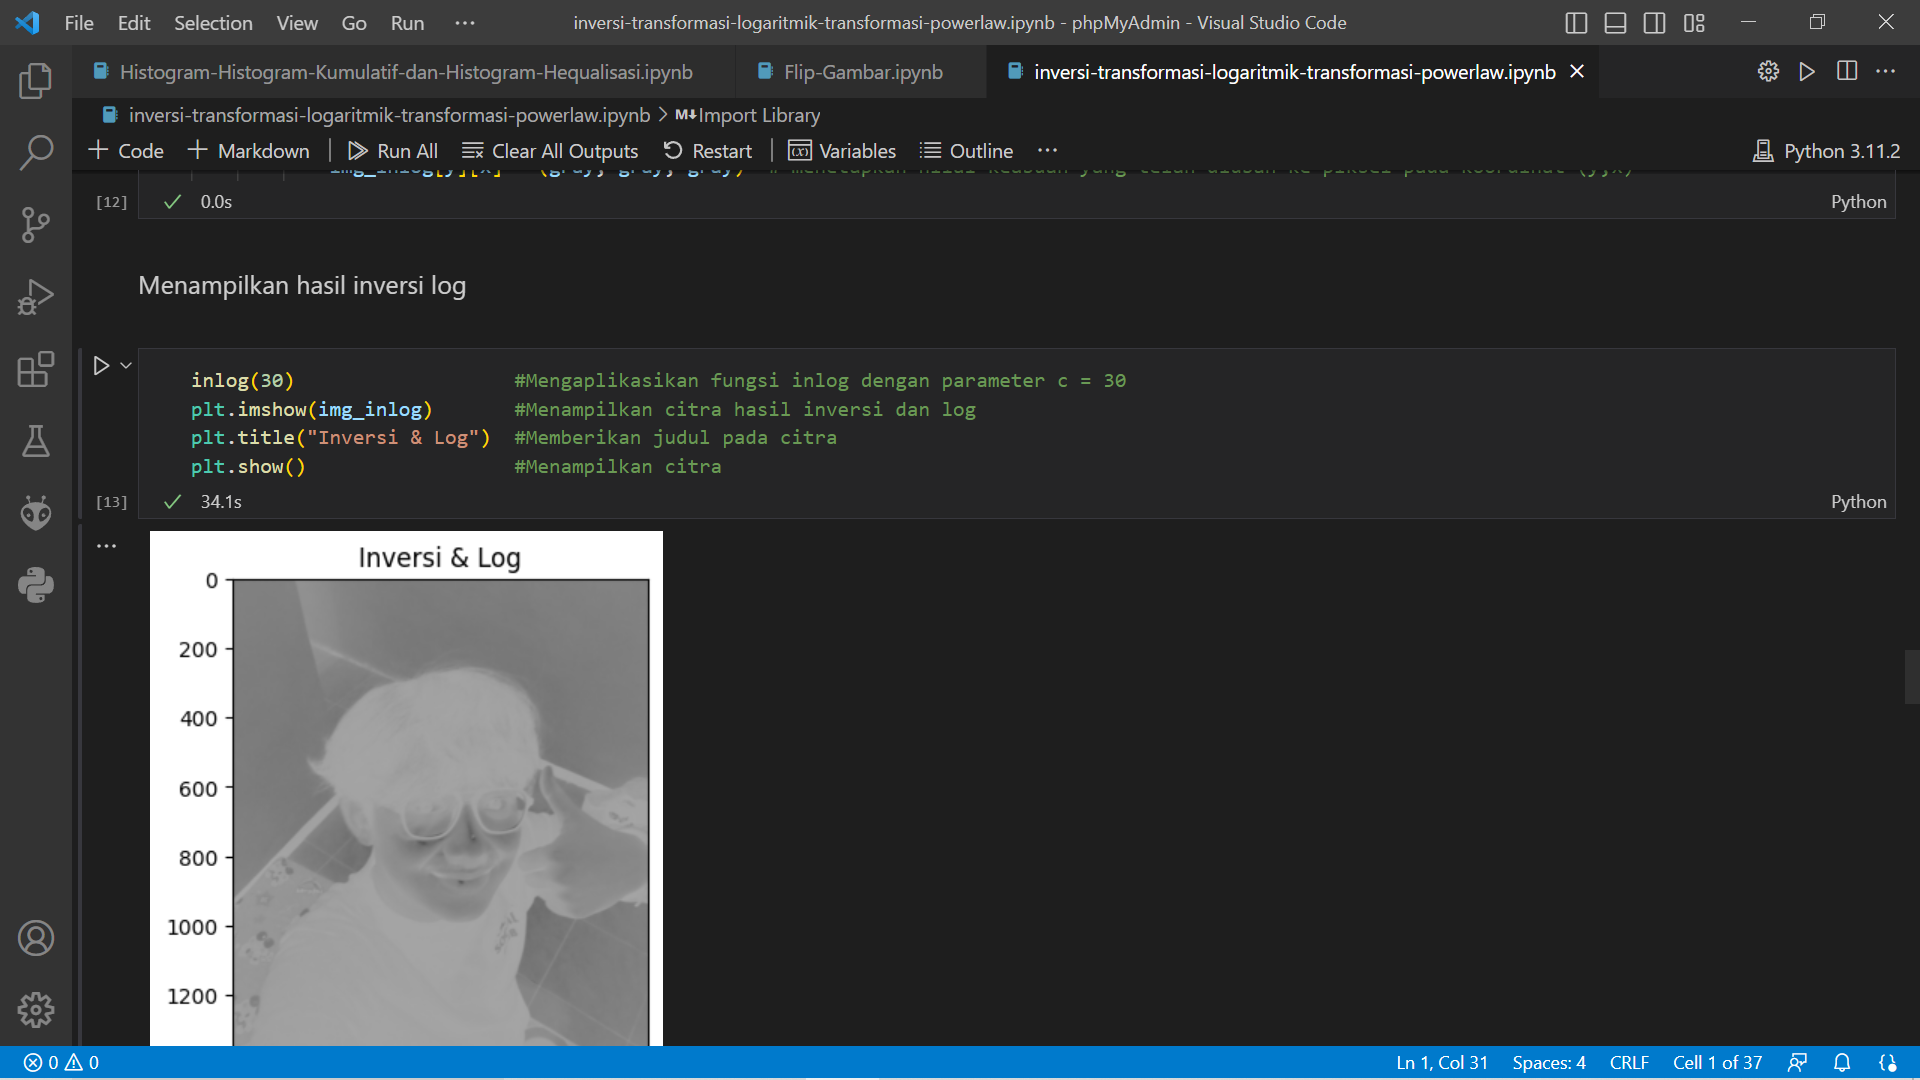 File Edit Selection View Go Run ··· inversi-transformasi-logaritmik-transformasi-powerlaw.ipynb - phpMyAdmin - Visual Studio Code
Histogram-Histogram-Kumulatif-dan-Histogram-Hequalisasi.ipynb Flip-Gambar.ipynb inversi-transformasi-logaritmik-transformasi-powerlaw.ipynb
inversi-transformasi-logaritmik-transformasi-powerlaw.ipynb > M↓Import Library
+ Code + Markdown Run All Clear All Outputs Restart Variables Outline ··· Python 3.11.2
[12] 0.0s Python
Menampilkan hasil inversi log
inlog(30) #Mengaplikasikan fungsi inlog dengan parameter c = 30
plt.imshow(img_inlog) #Menampilkan citra hasil inversi dan log
plt.title("Inversi & Log") #Memberikan judul pada citra
plt.show() #Menampilkan citra
[13] 34.1s Python
Inversi & Log
0
200
400
600
800
1000
1200
0 0 Ln 1, Col 31 Spaces: 4 CRLF Cell 1 of 37